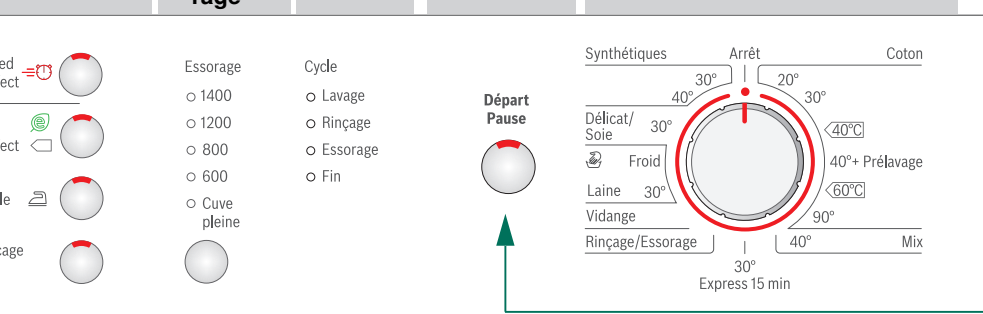 Essorage
1400
1200
800
600
Cuve
pleine
Cycle
Lavage
Rinçage
Essorage
Fin
Départ
Pause
Synthétiques
Arrêt
Coton
30°
40°
20°
30°
Délicat/
Soie
30°
40°C
Froid
40°+ Prélavage
Laine 30°
60°C
Vidange
90°
Rinçage/Essorage
40° Mix
30°
Express 15 min